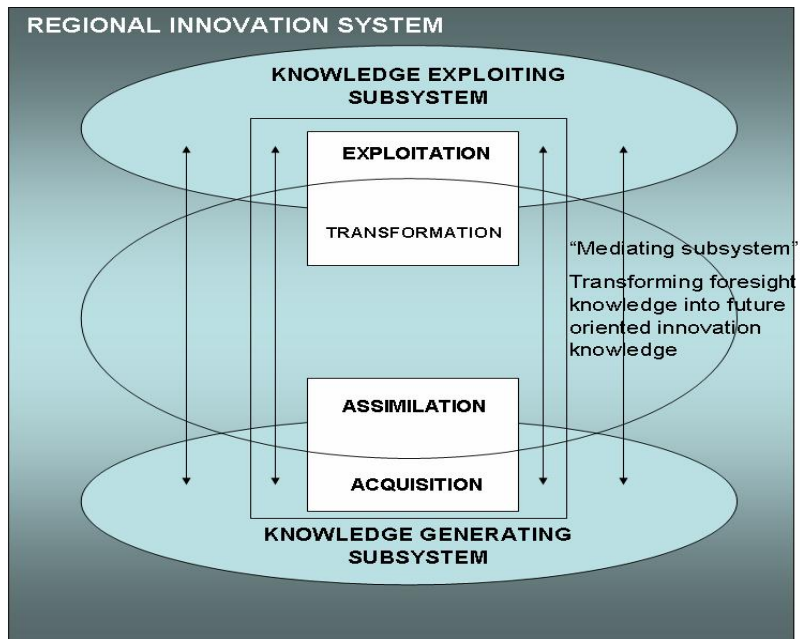 REGIONAL INNOVATION SYSTEM
KNOWLEDGE EXPLOITING
SUBSYSTEM
EXPLOITATION
TRANSFORMATION
“Mediating subsystem”
Transforming foresight
knowledge into future
oriented innovation
knowledge
ASSIMILATION
ACQUISITION
KNOWLEDGE GENERATING
SUBSYSTEM